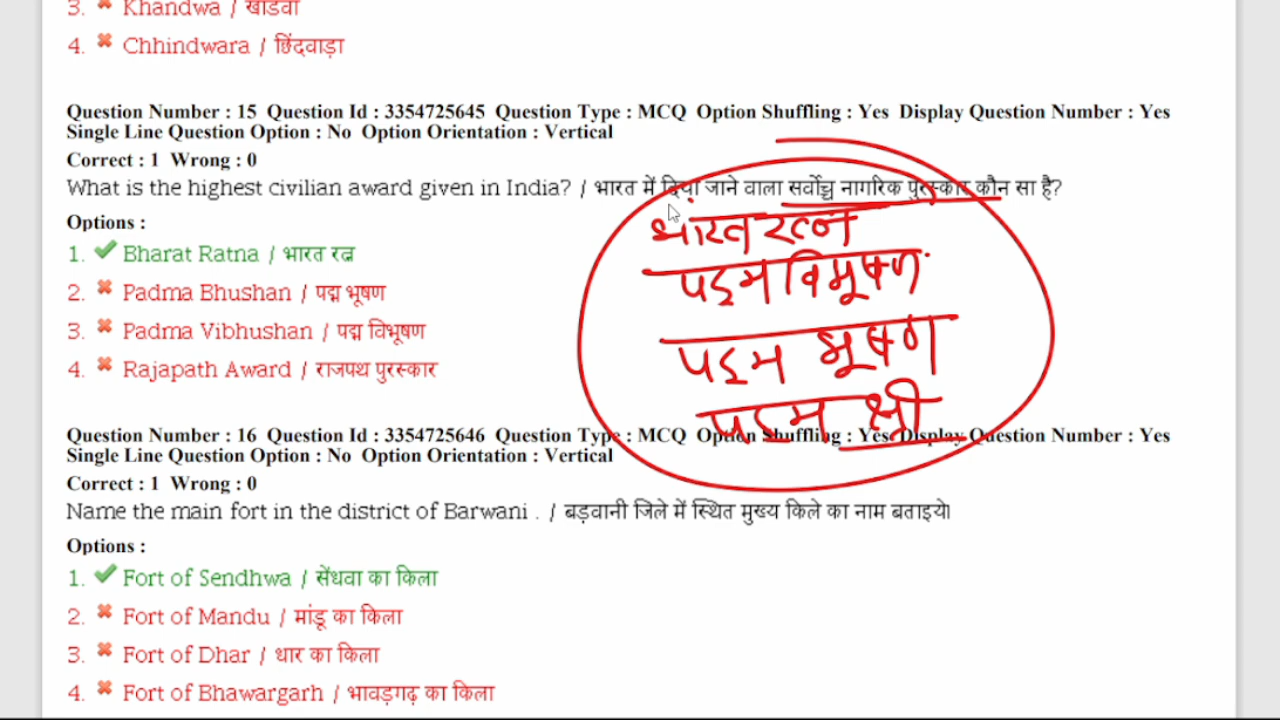 3. Khandwa / खांडवा
4. Chhindwara / छिंदवाड़ा
Question Number : 15 Question Id : 3354725645 Question Type : MCQ Option Shuffling : Yes Display Question Number : Yes
Single Line Question Option : No Option Orientation : Vertical
Correct : 1 Wrong : 0
What is the highest civilian award given in India? / भारत में दिया जाने वाला सर्वोच्च नागरिक पुरस्कार कौन सा है?
Options :
1. Bharat Ratna / भारत रत्न
2. Padma Bhushan / पद्म भूषण
3. Padma Vibhushan / पद्म विभूषण
4. Rajapath Award / राजपथ पुरस्कार
भारत रत्न
पद्म विभूषण
पद्म भूषण
पद्म श्री
Question Number : 16 Question Id : 3354725646 Question Type : MCQ Option Shuffling : Yes Display Question Number : Yes
Single Line Question Option : No Option Orientation : Vertical
Correct : 1 Wrong : 0
Name the main fort in the district of Barwani . / बड़वानी जिले में स्थित मुख्य किले का नाम बताइये।
Options :
1. Fort of Sendhwa / सेंधवा का किला
2. Fort of Mandu / मांडू का किला
3. Fort of Dhar / धार का किला
4. Fort of Bhawargarh / भावड़गढ़ का किला